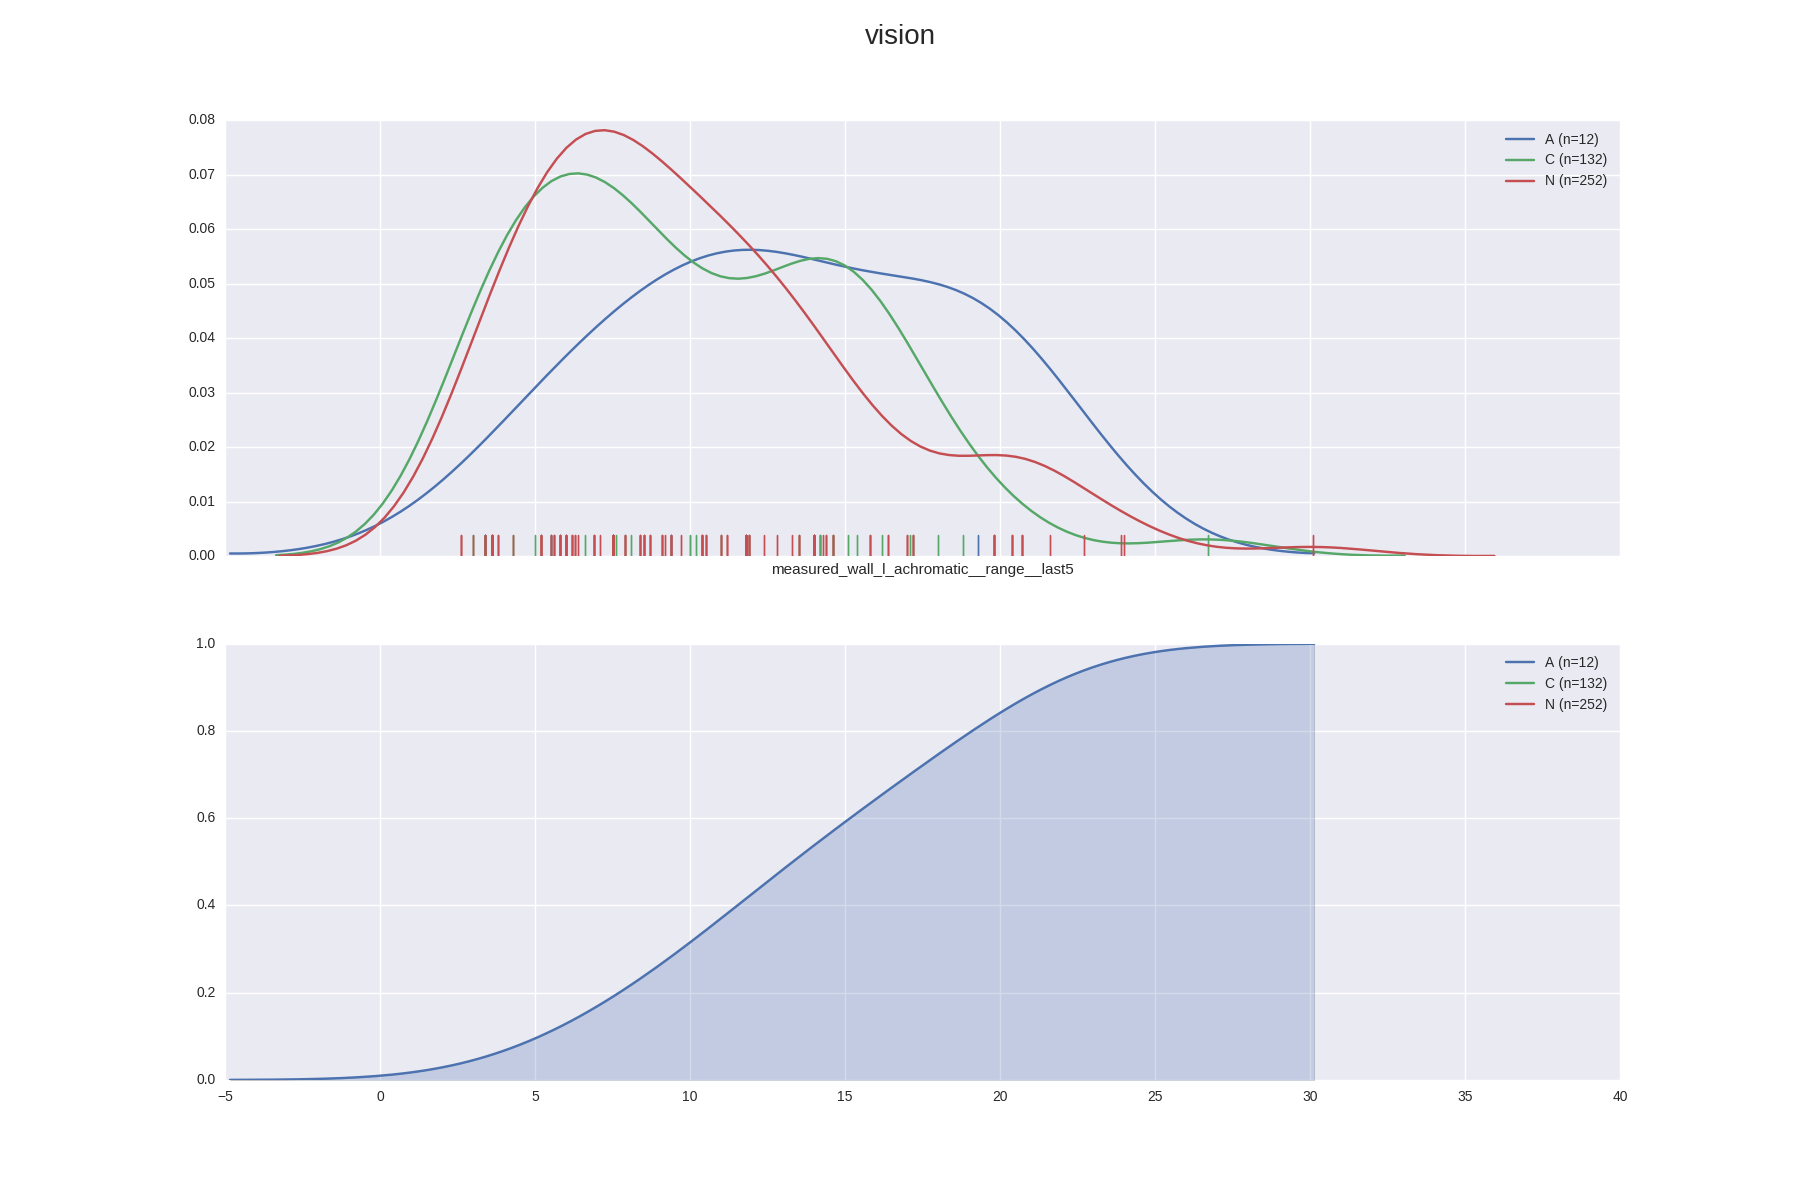 vision
0.08
0.07
0.06
0.05
0.04
0.03
0.02
0.01
0.00
A (n=12)
C (n=132)
N (n=252)
measured_wall_l_achromatic__range__last5
1.0
0.8
0.6
0.4
0.2
0.0
A (n=12)
C (n=132)
N (n=252)
−5 0 5 10 15 20 25 30 35 40